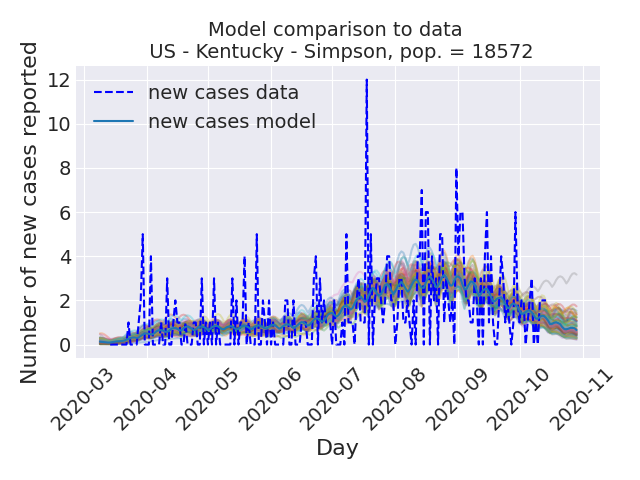 Model comparison to data
US - Kentucky - Simpson, pop. = 18572
Number of new cases reported
12
10
8
6
4
2
0
new cases data
new cases model
2020-03
2020-04
2020-05
2020-06
2020-07
2020-08
2020-09
2020-10
2020-11
Day